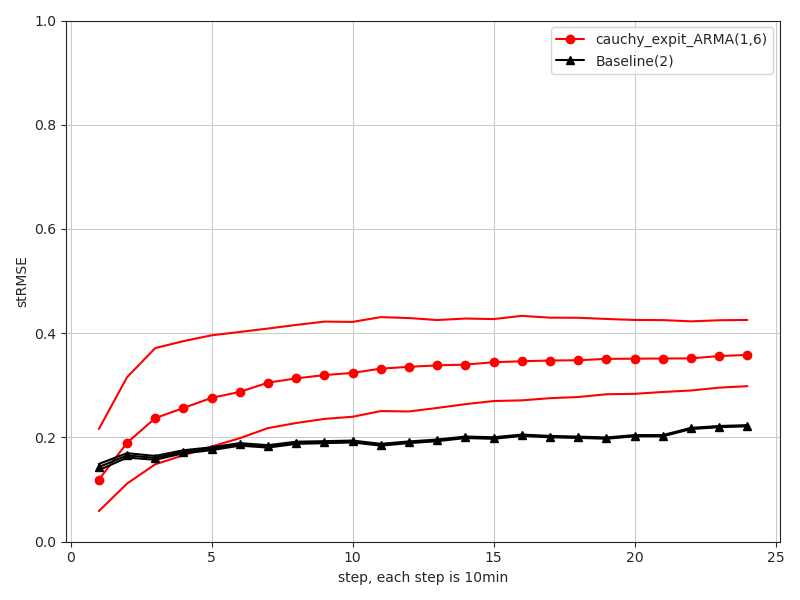 cauchy_expit_ARMA(1,6)
Baseline(2)
stRMSE
1.0
0.8
0.6
0.4
0.2
0.0
0 5 10 15 20 25
step, each step is 10min